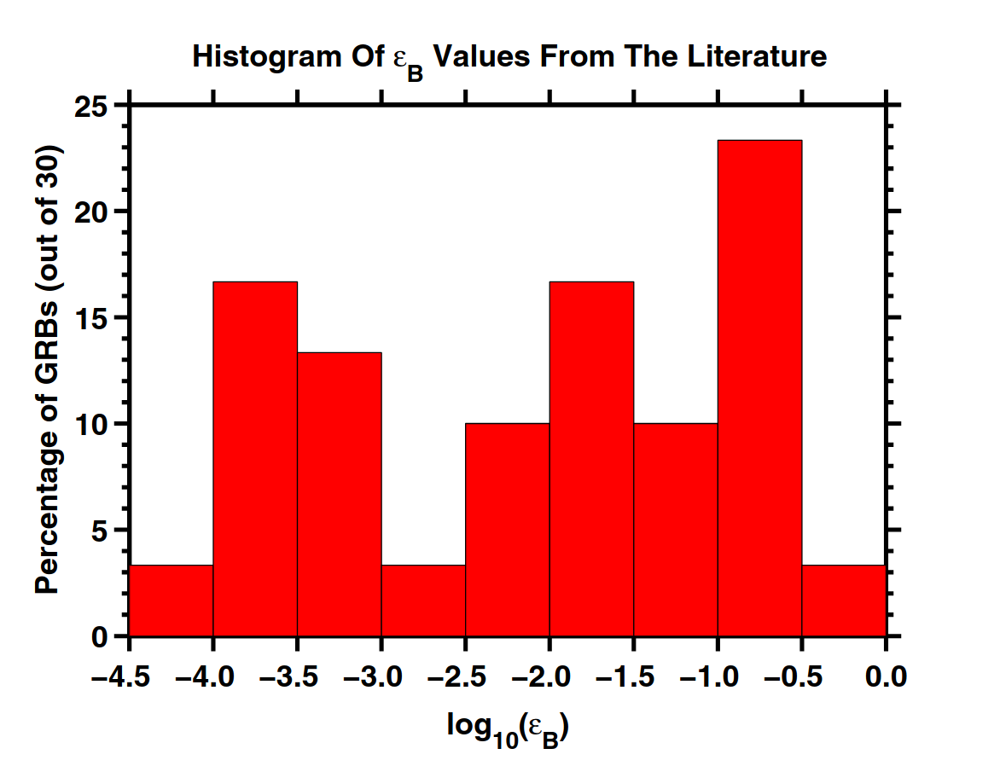 Histogram Of εB Values From The Literature
Percentage of GRBs (out of 30)
25
20
15
10
5
0
−4.5 −4.0 −3.5 −3.0 −2.5 −2.0 −1.5 −1.0 −0.5 0.0
log10(εB)